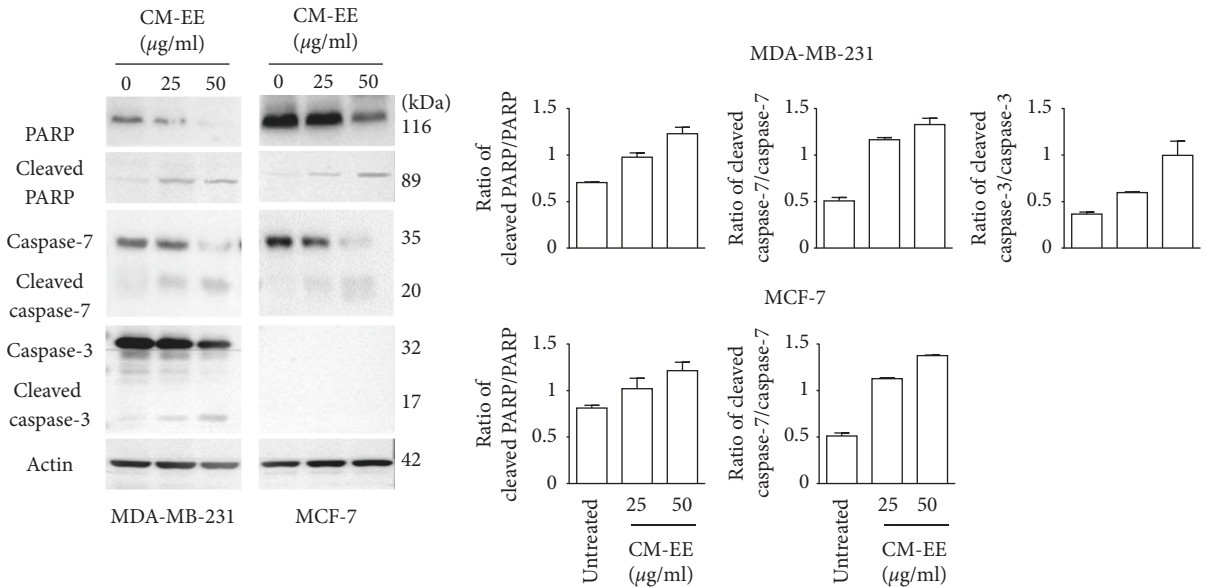 CM-EE
(μg/ml)
0 25 50
CM-EE
(μg/ml)
0 25 50
(kDa)
PARP
116
Cleaved
PARP
89
Caspase-7
35
Cleaved
caspase-7
20
Caspase-3
32
Cleaved
caspase-3
17
Actin
42
MDA-MB-231
MCF-7
MDA-MB-231
Ratio of
cleaved PARP/PARP
1.5
1
0.5
0
Ratio of cleaved
caspase-7/caspase-7
1.5
1
0.5
0
Ratio of cleaved
caspase-3/caspase-3
1.5
1
0.5
0
MCF-7
Ratio of
cleaved PARP/PARP
1.5
1
0.5
0
Untreated
25 50
CM-EE
(μg/ml)
Ratio of cleaved
caspase-7/caspase-7
1.5
1
0.5
0
Untreated
25 50
CM-EE
(μg/ml)